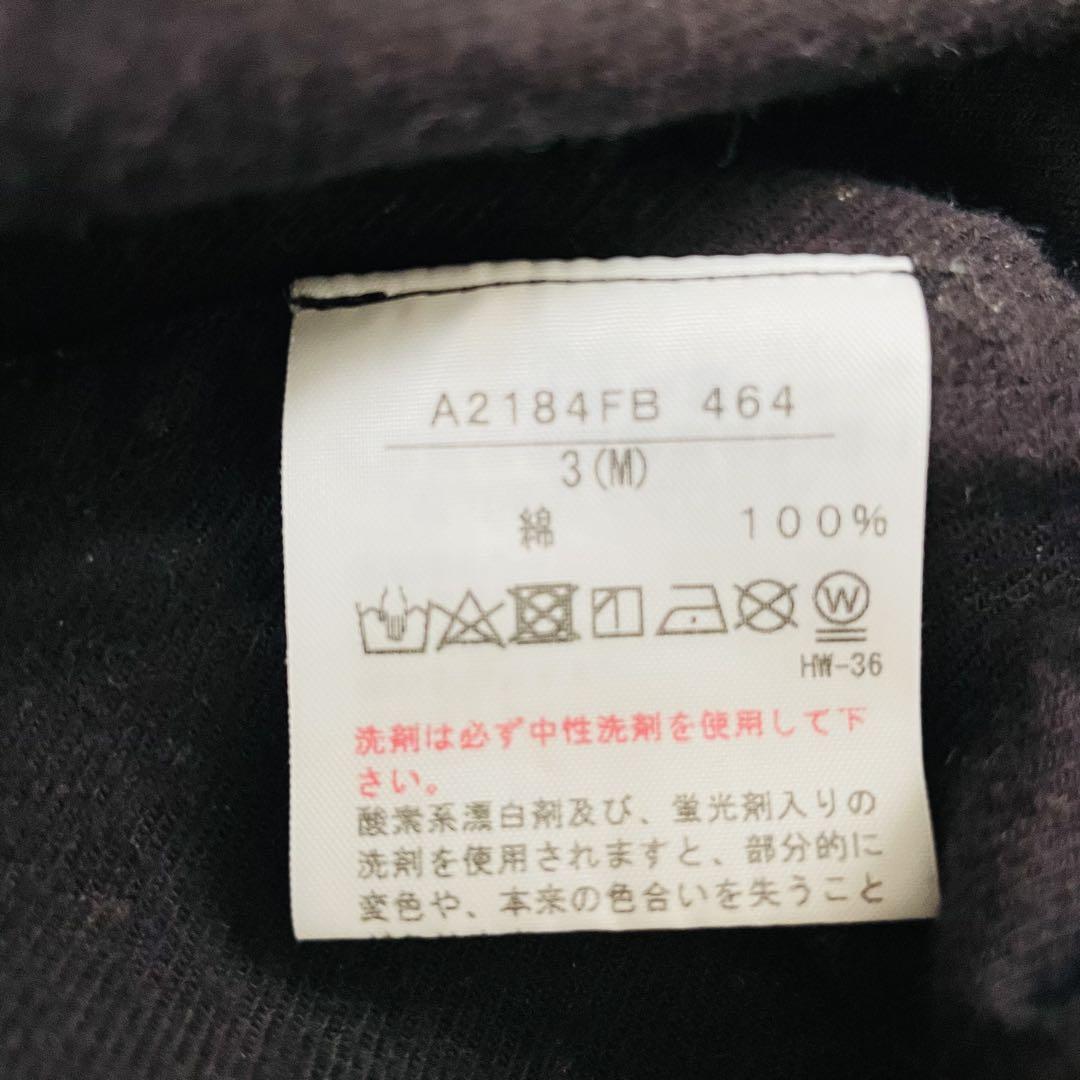 A2184FB 464
3(M)
綿 100%
W
HW-36
洗剤は必ず中性洗剤を使用して下
さい。
酸素系漂白剤及び、蛍光剤入りの
洗剤を使用されますと、部分的に
変色や、本来の色合いを失うこと